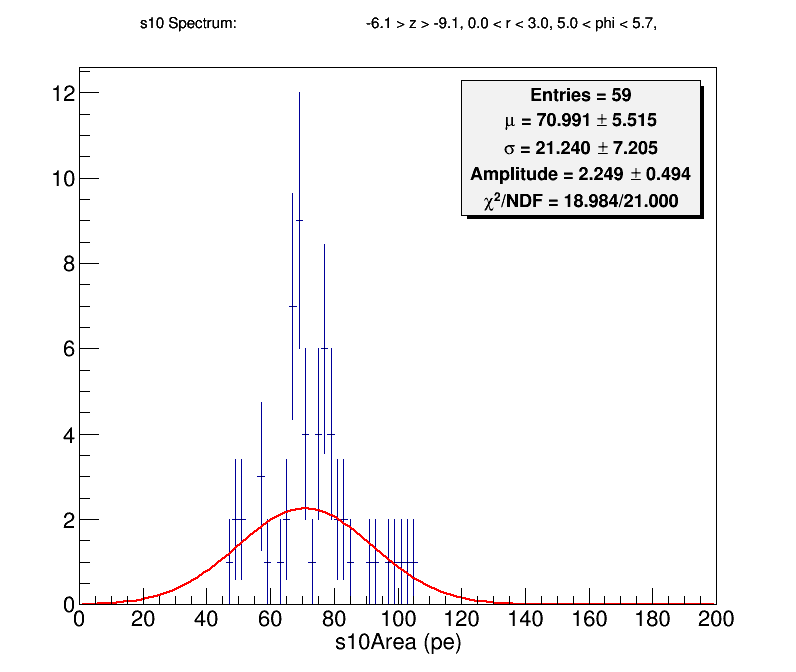 s10 Spectrum: -6.1 > z > -9.1, 0.0 < r < 3.0, 5.0 < phi < 5.7,
Entries = 59
μ = 70.991 ± 5.515
σ = 21.240 ± 7.205
Amplitude = 2.249 ± 0.494
χ²/NDF = 18.984/21.000
12
10
8
6
4
2
0
0 20 40 60 80 100 120 140 160 180 200
s10Area (pe)